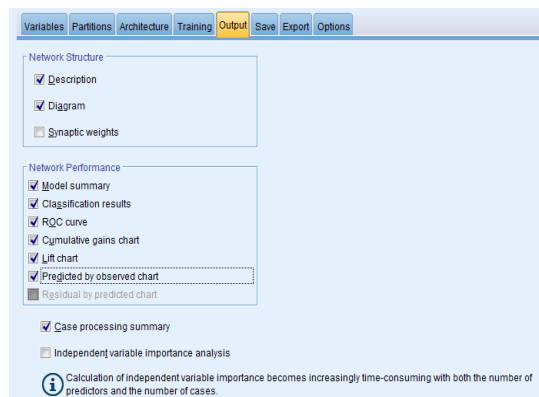 Variables Partitions Architecture Training Output Save Export Options
Network Structure
Description
Diagram
Synaptic weights
Network Performance
Model summary
Classification results
ROC curve
Cumulative gains chart
Lift chart
Predicted by observed chart
Residual by predicted chart
Case processing summary
Independent variable importance analysis
Calculation of independent variable importance becomes increasingly time-consuming with both the number of
predictors and the number of cases.